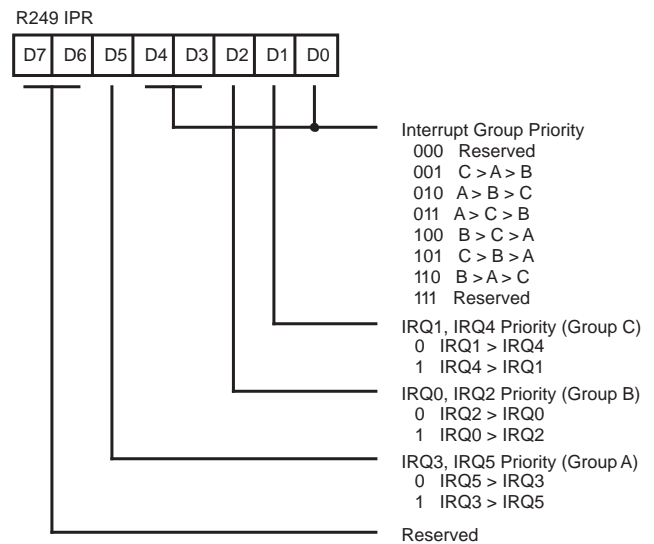 R249 IPR
D7 D6 D5 D4 D3 D2 D1 D0
Interrupt Group Priority
000 Reserved
001 C > A > B
010 A > B > C
011 A > C > B
100 B > C > A
101 C > B > A
110 B > A > C
111 Reserved
IRQ1, IRQ4 Priority (Group C)
0 IRQ1 > IRQ4
1 IRQ4 > IRQ1
IRQ0, IRQ2 Priority (Group B)
0 IRQ2 > IRQ0
1 IRQ0 > IRQ2
IRQ3, IRQ5 Priority (Group A)
0 IRQ5 > IRQ3
1 IRQ3 > IRQ5
Reserved